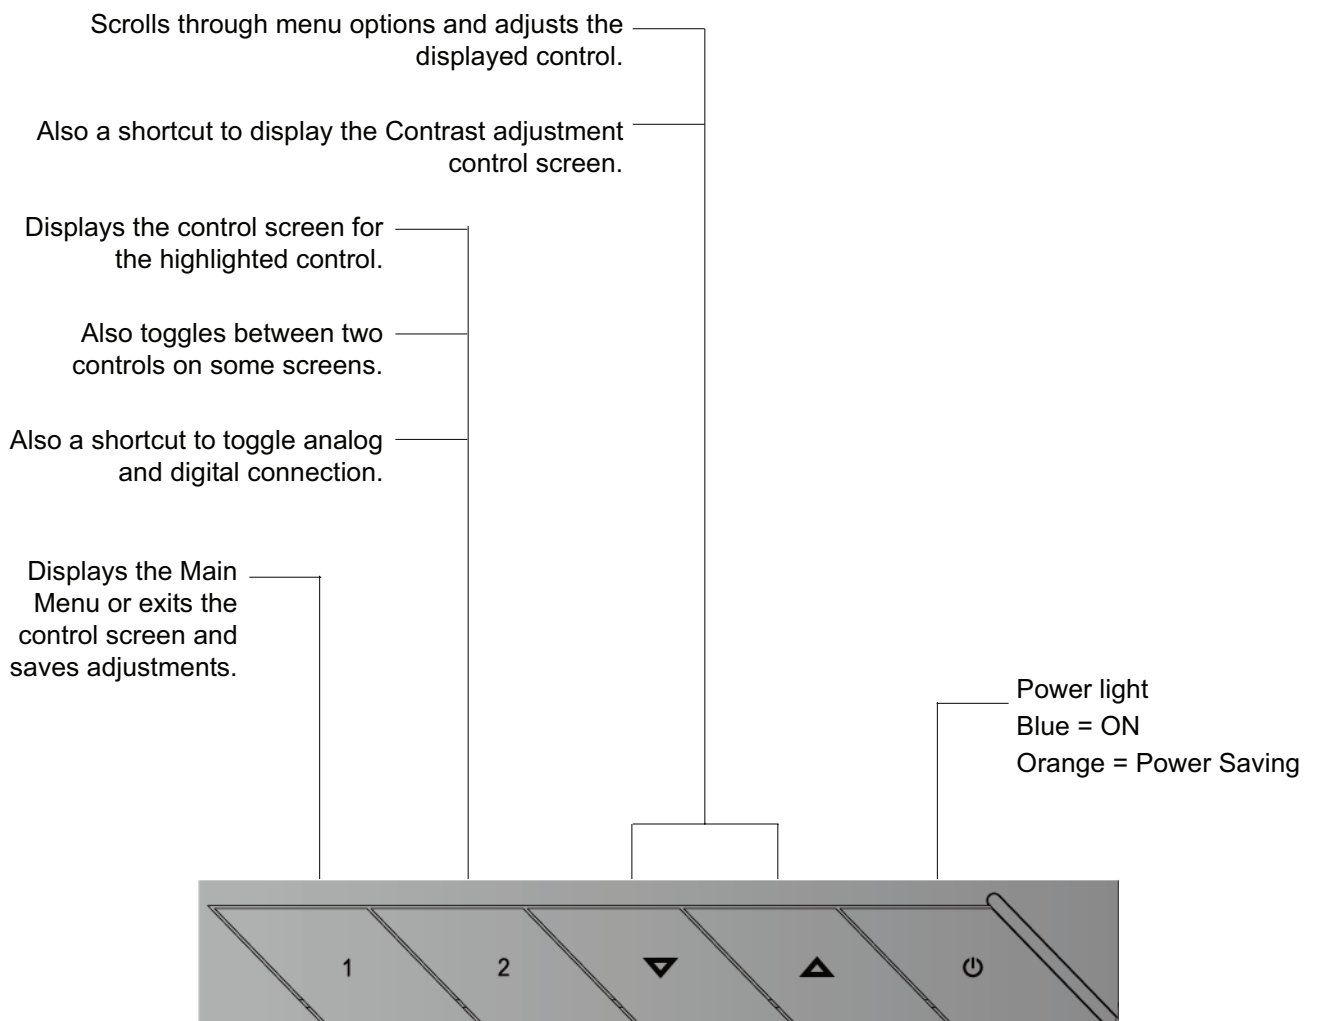 Scrolls through menu options and adjusts the
displayed control.
Also a shortcut to display the Contrast adjustment
control screen.
Displays the control screen for
the highlighted control.
Also toggles between two
controls on some screens.
Also a shortcut to toggle analog
and digital connection.
Displays the Main
Menu or exits the
control screen and
saves adjustments.
Power light
Blue = ON
Orange = Power Saving
1 2